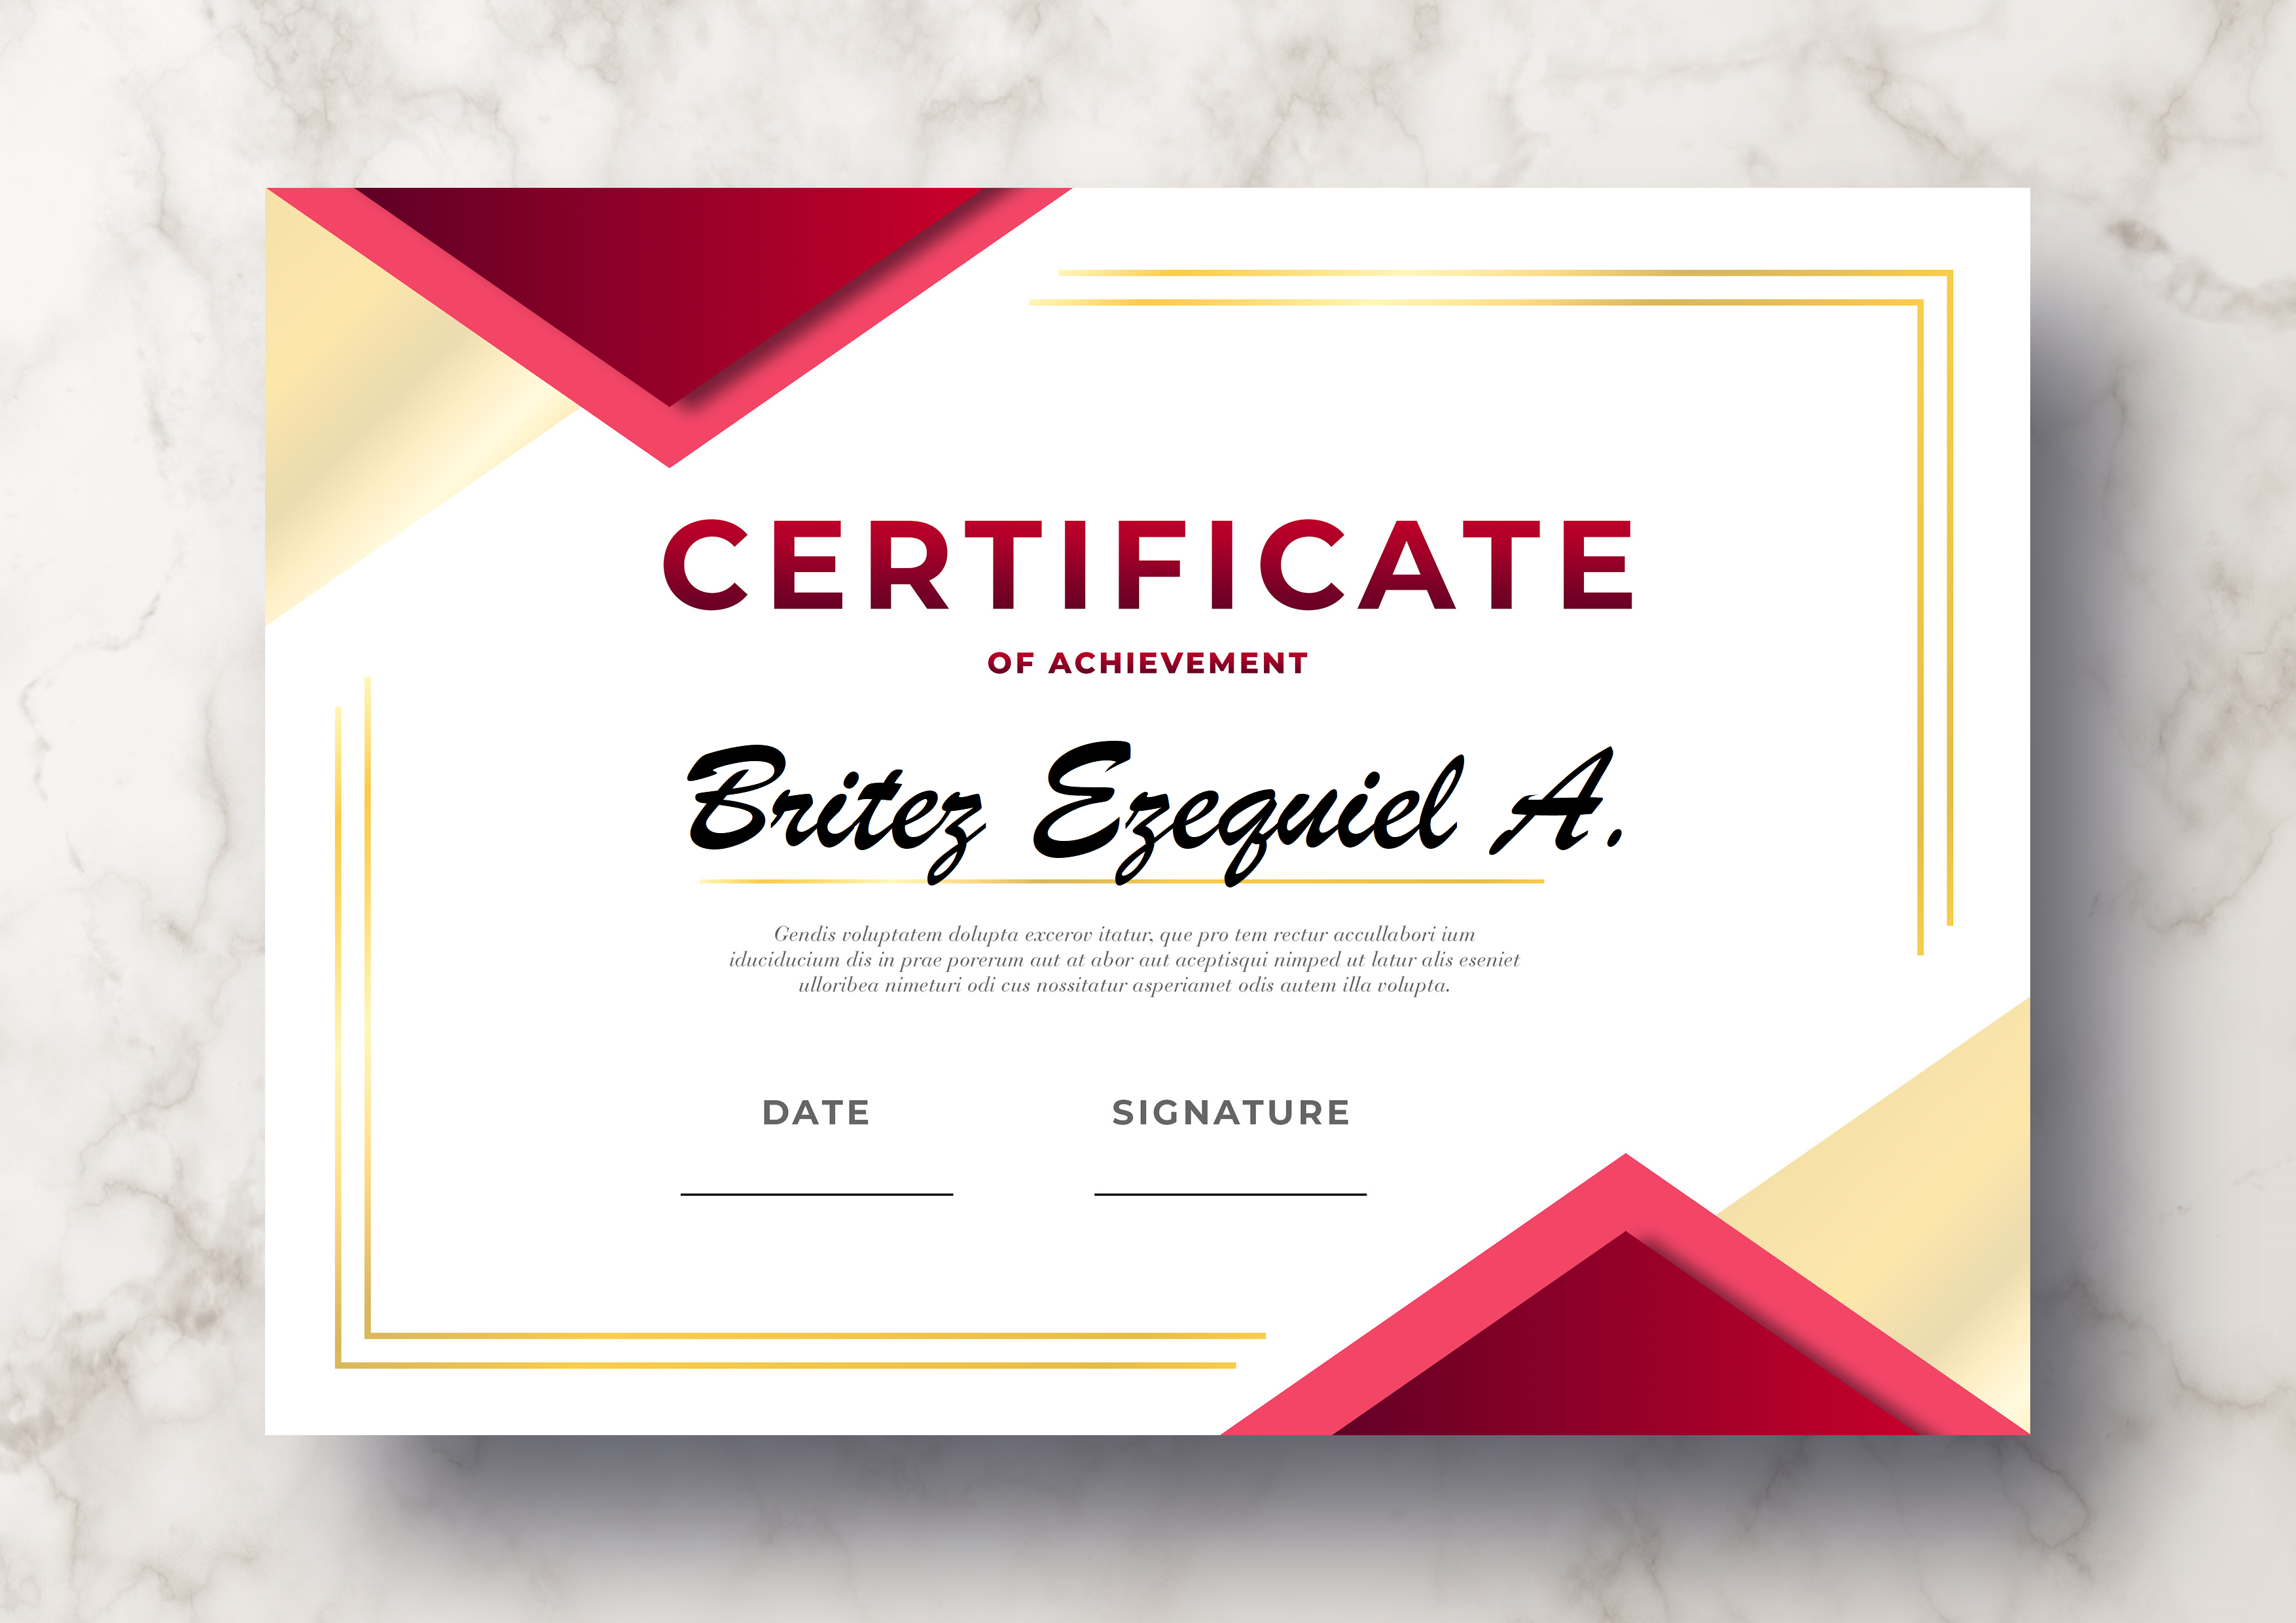 CERTIFICATE
OF ACHIEVEMENT
Britez Ezequiel A.
Gendis voluptatem dolupta excerov itatur, que pro tem rectur accullabori ium
iduciducium dis in prae porerum aut at abor aut aceptisqui nimped ut latur alis eseniet
ulloribea nimeturi odi cus nossitatur asperiamet odis autem illa volupta.
DATE
SIGNATURE